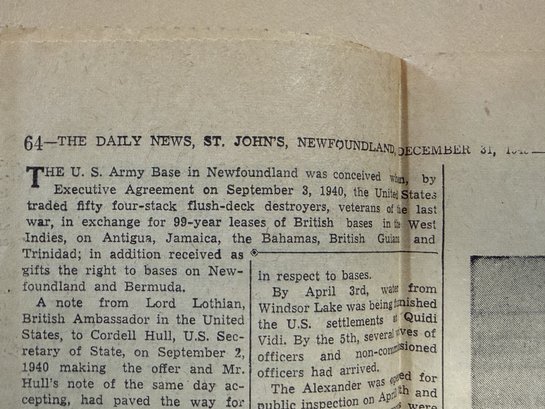 64—THE DAILY NEWS, ST. JOHN'S, NEWFOUNDLAND, DECEMBER 31,
THE U. S. Army Base in Newfoundland was conceived when, by
Executive Agreement on September 3, 1940, the United States
traded fifty four-stack flush-deck destroyers, veterans of the last
war, in exchange for 99-year leases of British bases in the West
Indies, on Antigua, Jamaica, the Bahamas, British Guiana and
Trinidad; in addition received as
gifts the right to bases on New-
foundland and Bermuda.
A note from Lord Lothian,
British Ambassador in the United
States, to Cordell Hull, U.S. Sec-
retary of State, on September 2,
1940 making the offer and Mr.
Hull's note of the same day ac-
cepting, had paved the way for
in respect to bases.
By April 3rd, water from
Windsor Lake was being furnished
the U.S. settlements at Quidi
Vidi. By the 5th, several wives of
officers and non-commissioned
officers had arrived.
The Alexander was opened for
public inspection on April th and
were